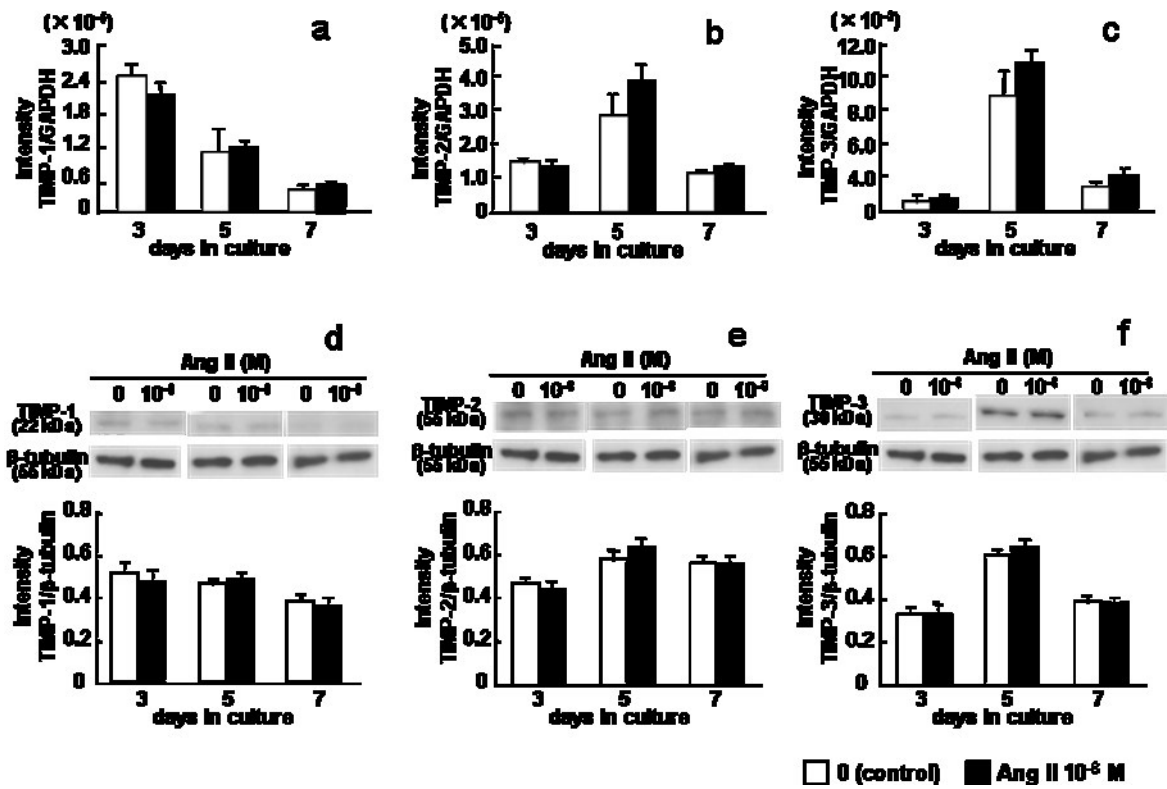 a
(×10⁻⁵)
3.0
2.4
1.8
1.2
0.6
0
Intensity
TIMP-1/GAPDH
3 5 7
days in culture
b
(×10⁻⁵)
5.0
4.0
3.0
2.0
1.0
0
Intensity
TIMP-2/GAPDH
3 5 7
days in culture
c
12.0
10.0
8.0
6.0
4.0
0
Intensity
TIMP-3/GAPDH
3 5 7
days in culture
d
Ang II (M)
0 10⁻⁶ 0 10⁻⁶ 0 10⁻⁶
TIMP-1
(22 kDa)
β-tubulin
(55 kDa)
0.8
0.6
0.4
0.2
0
Intensity
TIMP-1/β-tubulin
3 5 7
days in culture
e
Ang II (M)
0 10⁻⁶ 0 10⁻⁶ 0 10⁻⁶
TIMP-2
(55 kDa)
β-tubulin
(55 kDa)
0.8
0.6
0.4
0.2
0
Intensity
TIMP-2/β-tubulin
3 5 7
days in culture
f
Ang II (M)
0 10⁻⁶ 0 10⁻⁶ 0 10⁻⁶
TIMP-3
(30 kDa)
β-tubulin
(55 kDa)
0.8
0.6
0.4
0.2
0
Intensity
TIMP-3/β-tubulin
3 5 7
days in culture
0 (control) Ang II 10⁻⁶ M